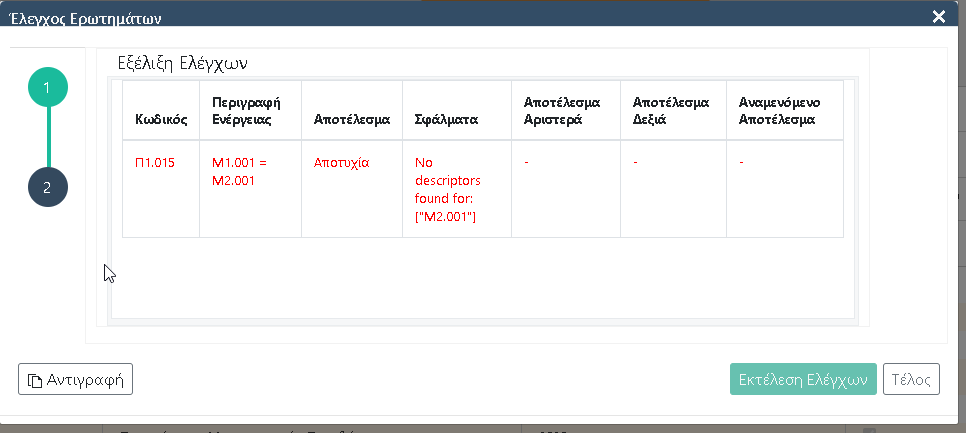 Έλεγχος Ερωτημάτων
1
2
Εξέλιξη Ελέγχων
Κωδικός
Περιγραφή
Ενέργειας
Αποτέλεσμα
Σφάλματα
Αποτέλεσμα
Αριστερά
Αποτέλεσμα
Δεξιά
Αναμενόμενο
Αποτέλεσμα
Π1.015
M1.001 =
M2.001
Αποτυχία
No
descriptors
found for:
["M2.001"]
-
-
-
Αντιγραφή
Εκτέλεση Ελέγχων
Τέλος